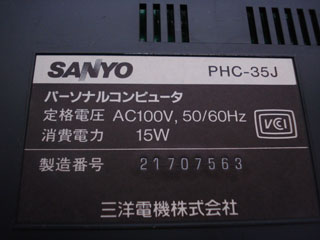 SANYO PHC-35J
パーソナルコンピュータ
定格電圧 AC100V, 50/60Hz
消費電力 15W
VCI
製造番号 21707563
三洋電機株式会社